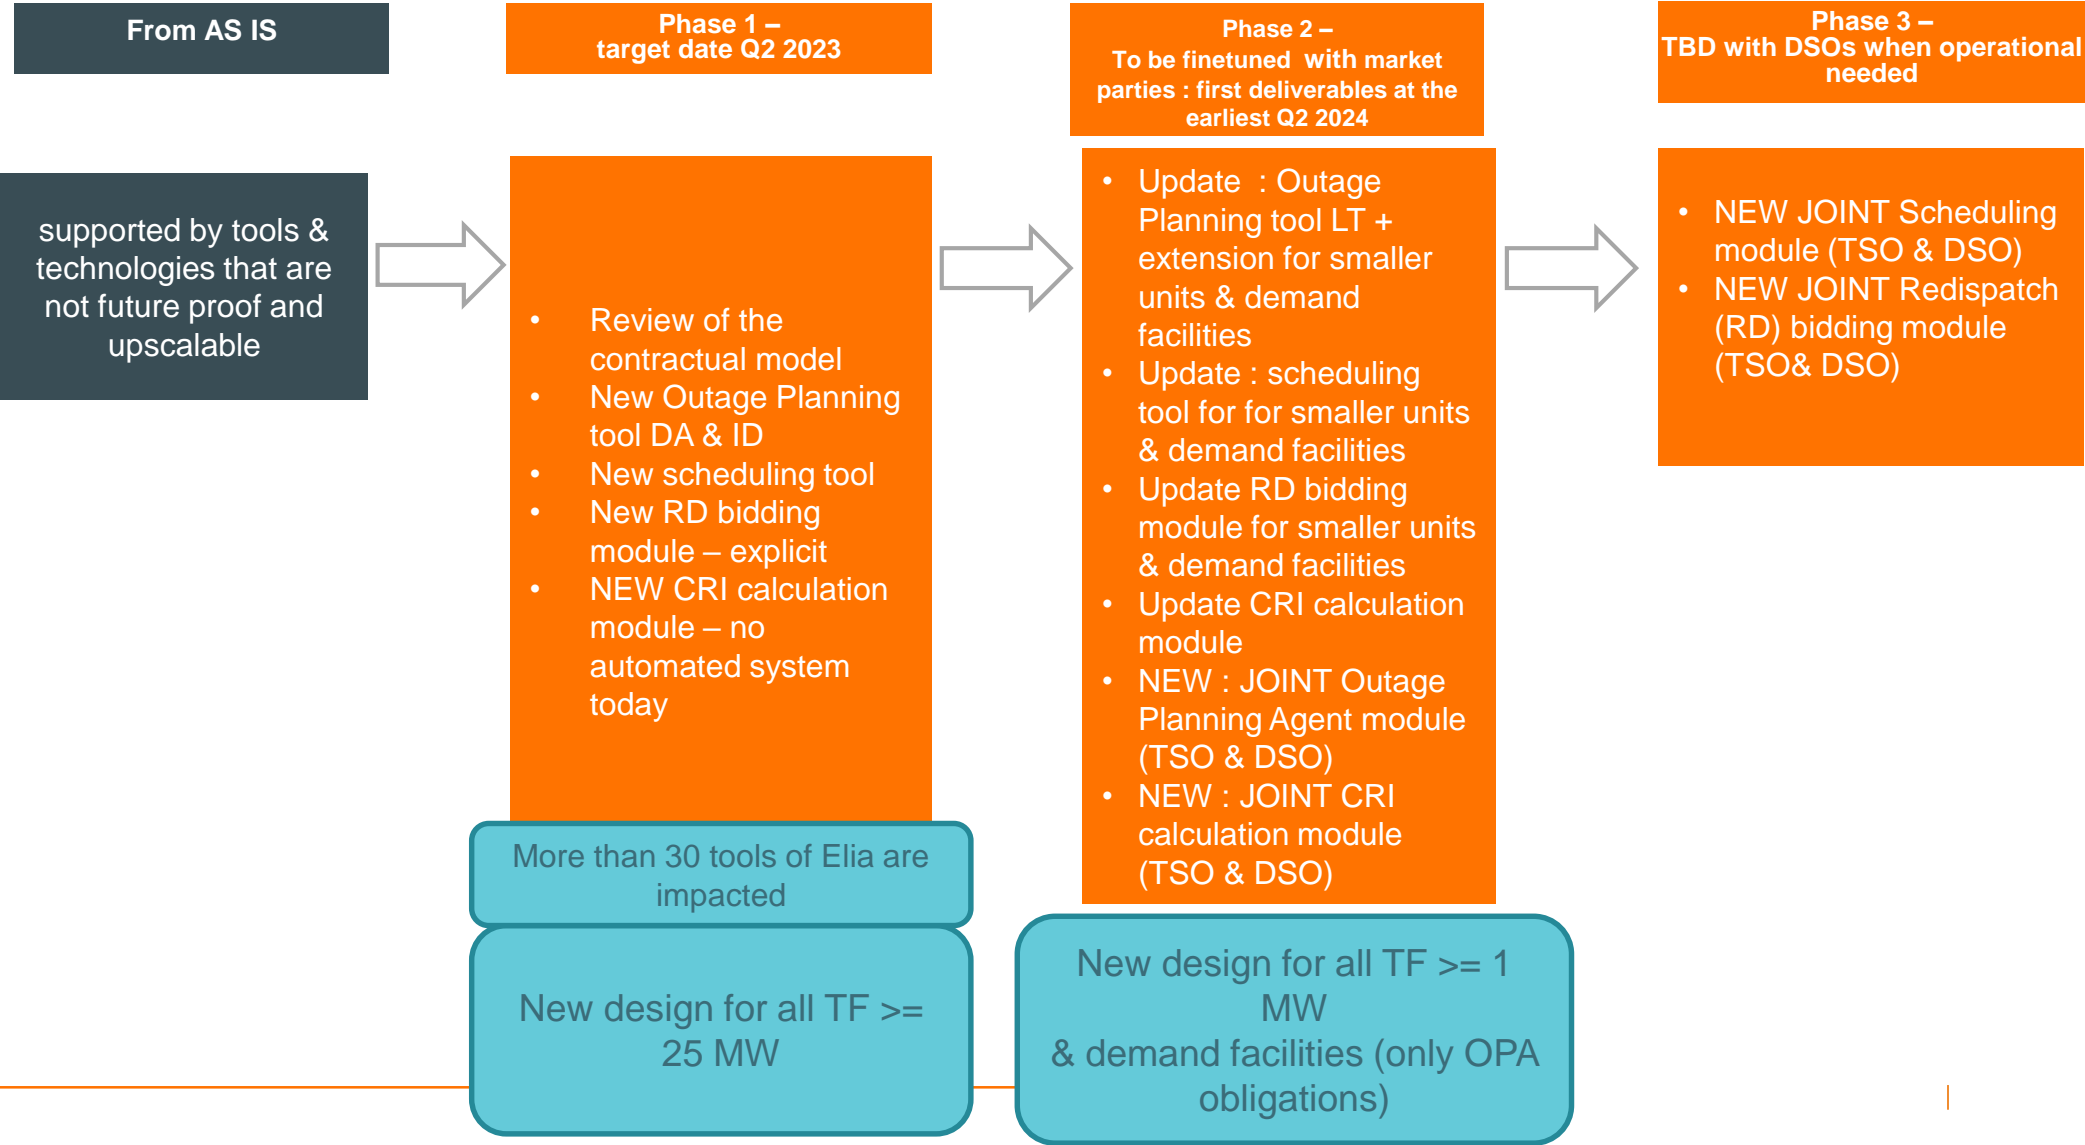 From AS IS
supported by tools &
technologies that are
not future proof and
upscalable
Phase 1 –
target date Q2 2023
• Review of the
contractual model
• New Outage Planning
tool DA & ID
• New scheduling tool
• New RD bidding
module – explicit
• NEW CRI calculation
module – no
automated system
today
More than 30 tools of Elia are
impacted
New design for all TF >=
25 MW
Phase 2 –
To be finetuned with market
parties : first deliverables at the
earliest Q2 2024
• Update : Outage
Planning tool LT +
extension for smaller
units & demand
facilities
• Update : scheduling
tool for for smaller units
& demand facilities
• Update RD bidding
module for smaller units
& demand facilities
• Update CRI calculation
module
• NEW : JOINT Outage
Planning Agent module
(TSO & DSO)
• NEW : JOINT CRI
calculation module
(TSO & DSO)
New design for all TF >= 1
MW
& demand facilities (only OPA
obligations)
Phase 3 –
TBD with DSOs when operational
needed
• NEW JOINT Scheduling
module (TSO & DSO)
• NEW JOINT Redispatch
(RD) bidding module
(TSO& DSO)